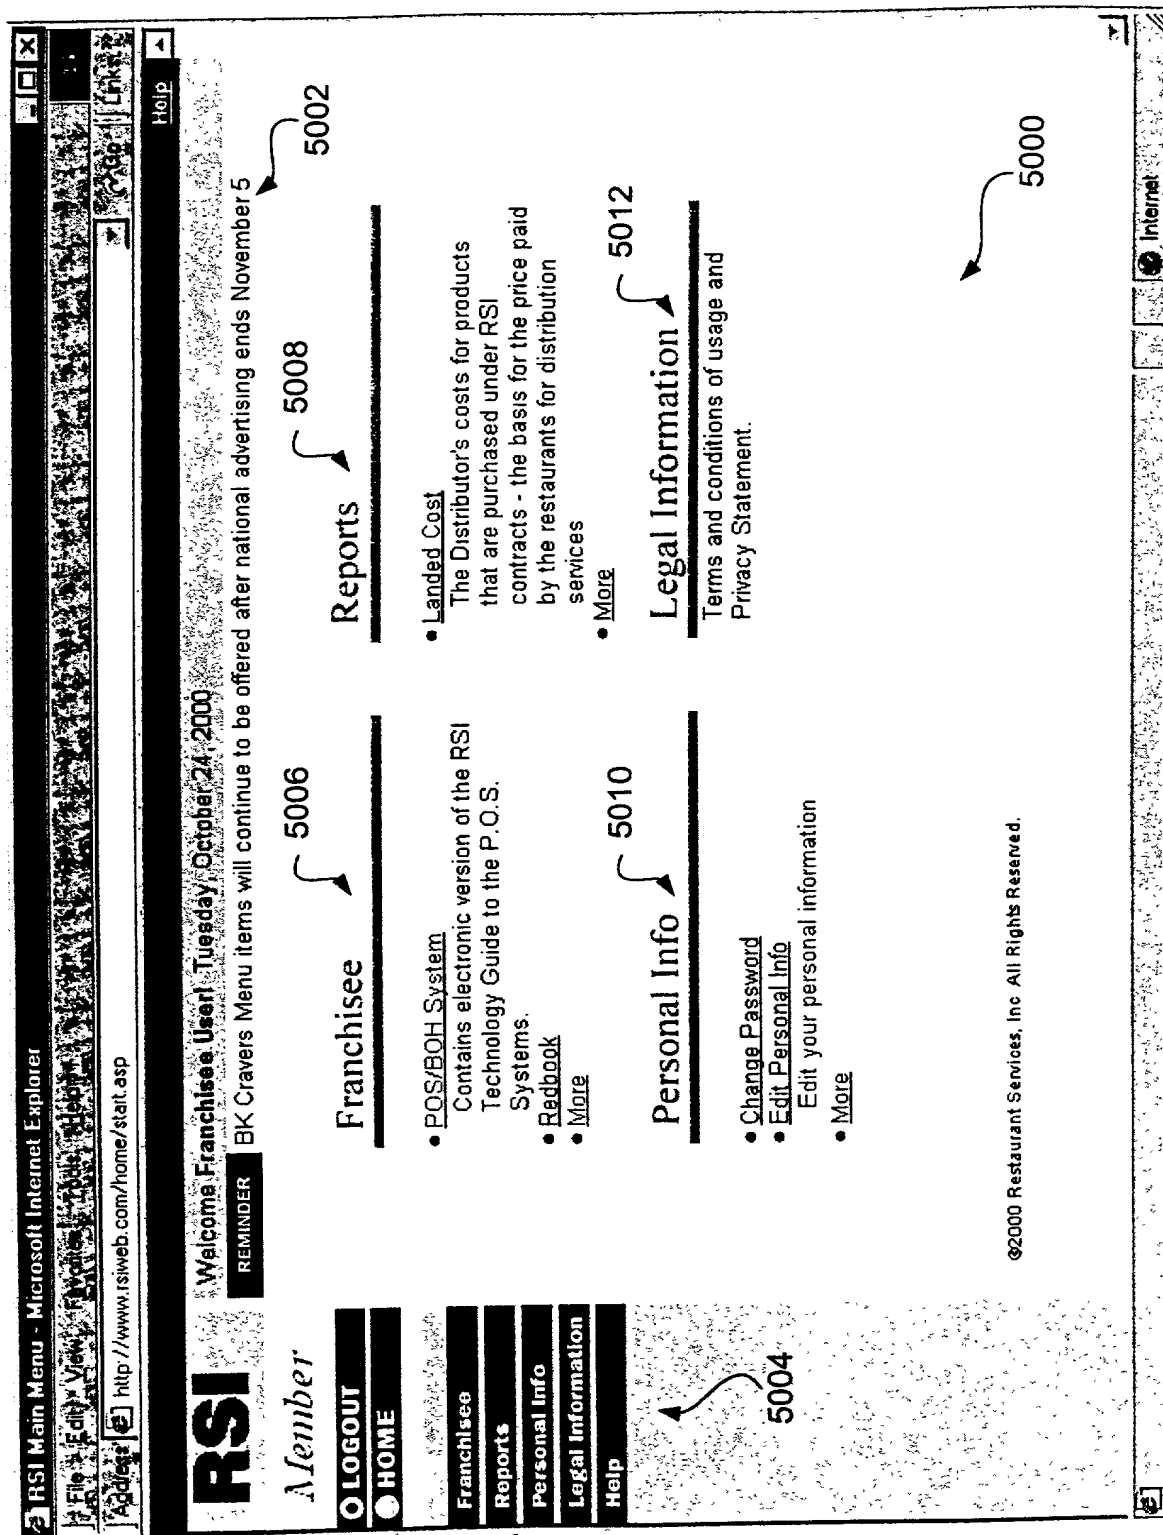 RSI Main Menu - Microsoft Internet Explorer
File Edit View Favorites Tools Help
Address http://www.rsiweb.com/home/start.asp Go Links
Help
RSI
Welcome Franchisee User! Tuesday, October 24, 2000
REMINDER BK Cravers Menu items will continue to be offered after national advertising ends November 5
5002
Member
LOGOUT
HOME
Franchisee
Reports
Personal Info
Legal Information
Help
5004
Franchisee
5006
• POS/BOH System
Contains electronic version of the RSI
Technology Guide to the P.O.S.
Systems.
• Redbook
• More
Reports
5008
• Landed Cost
The Distributor's costs for products
that are purchased under RSI
contracts - the basis for the price paid
by the restaurants for distribution
services
• More
Personal Info
5010
• Change Password
• Edit Personal Info
Edit your personal information
• More
Legal Information
5012
Terms and conditions of usage and
Privacy Statement.
5000
©2000 Restaurant Services, Inc All Rights Reserved.
Internet